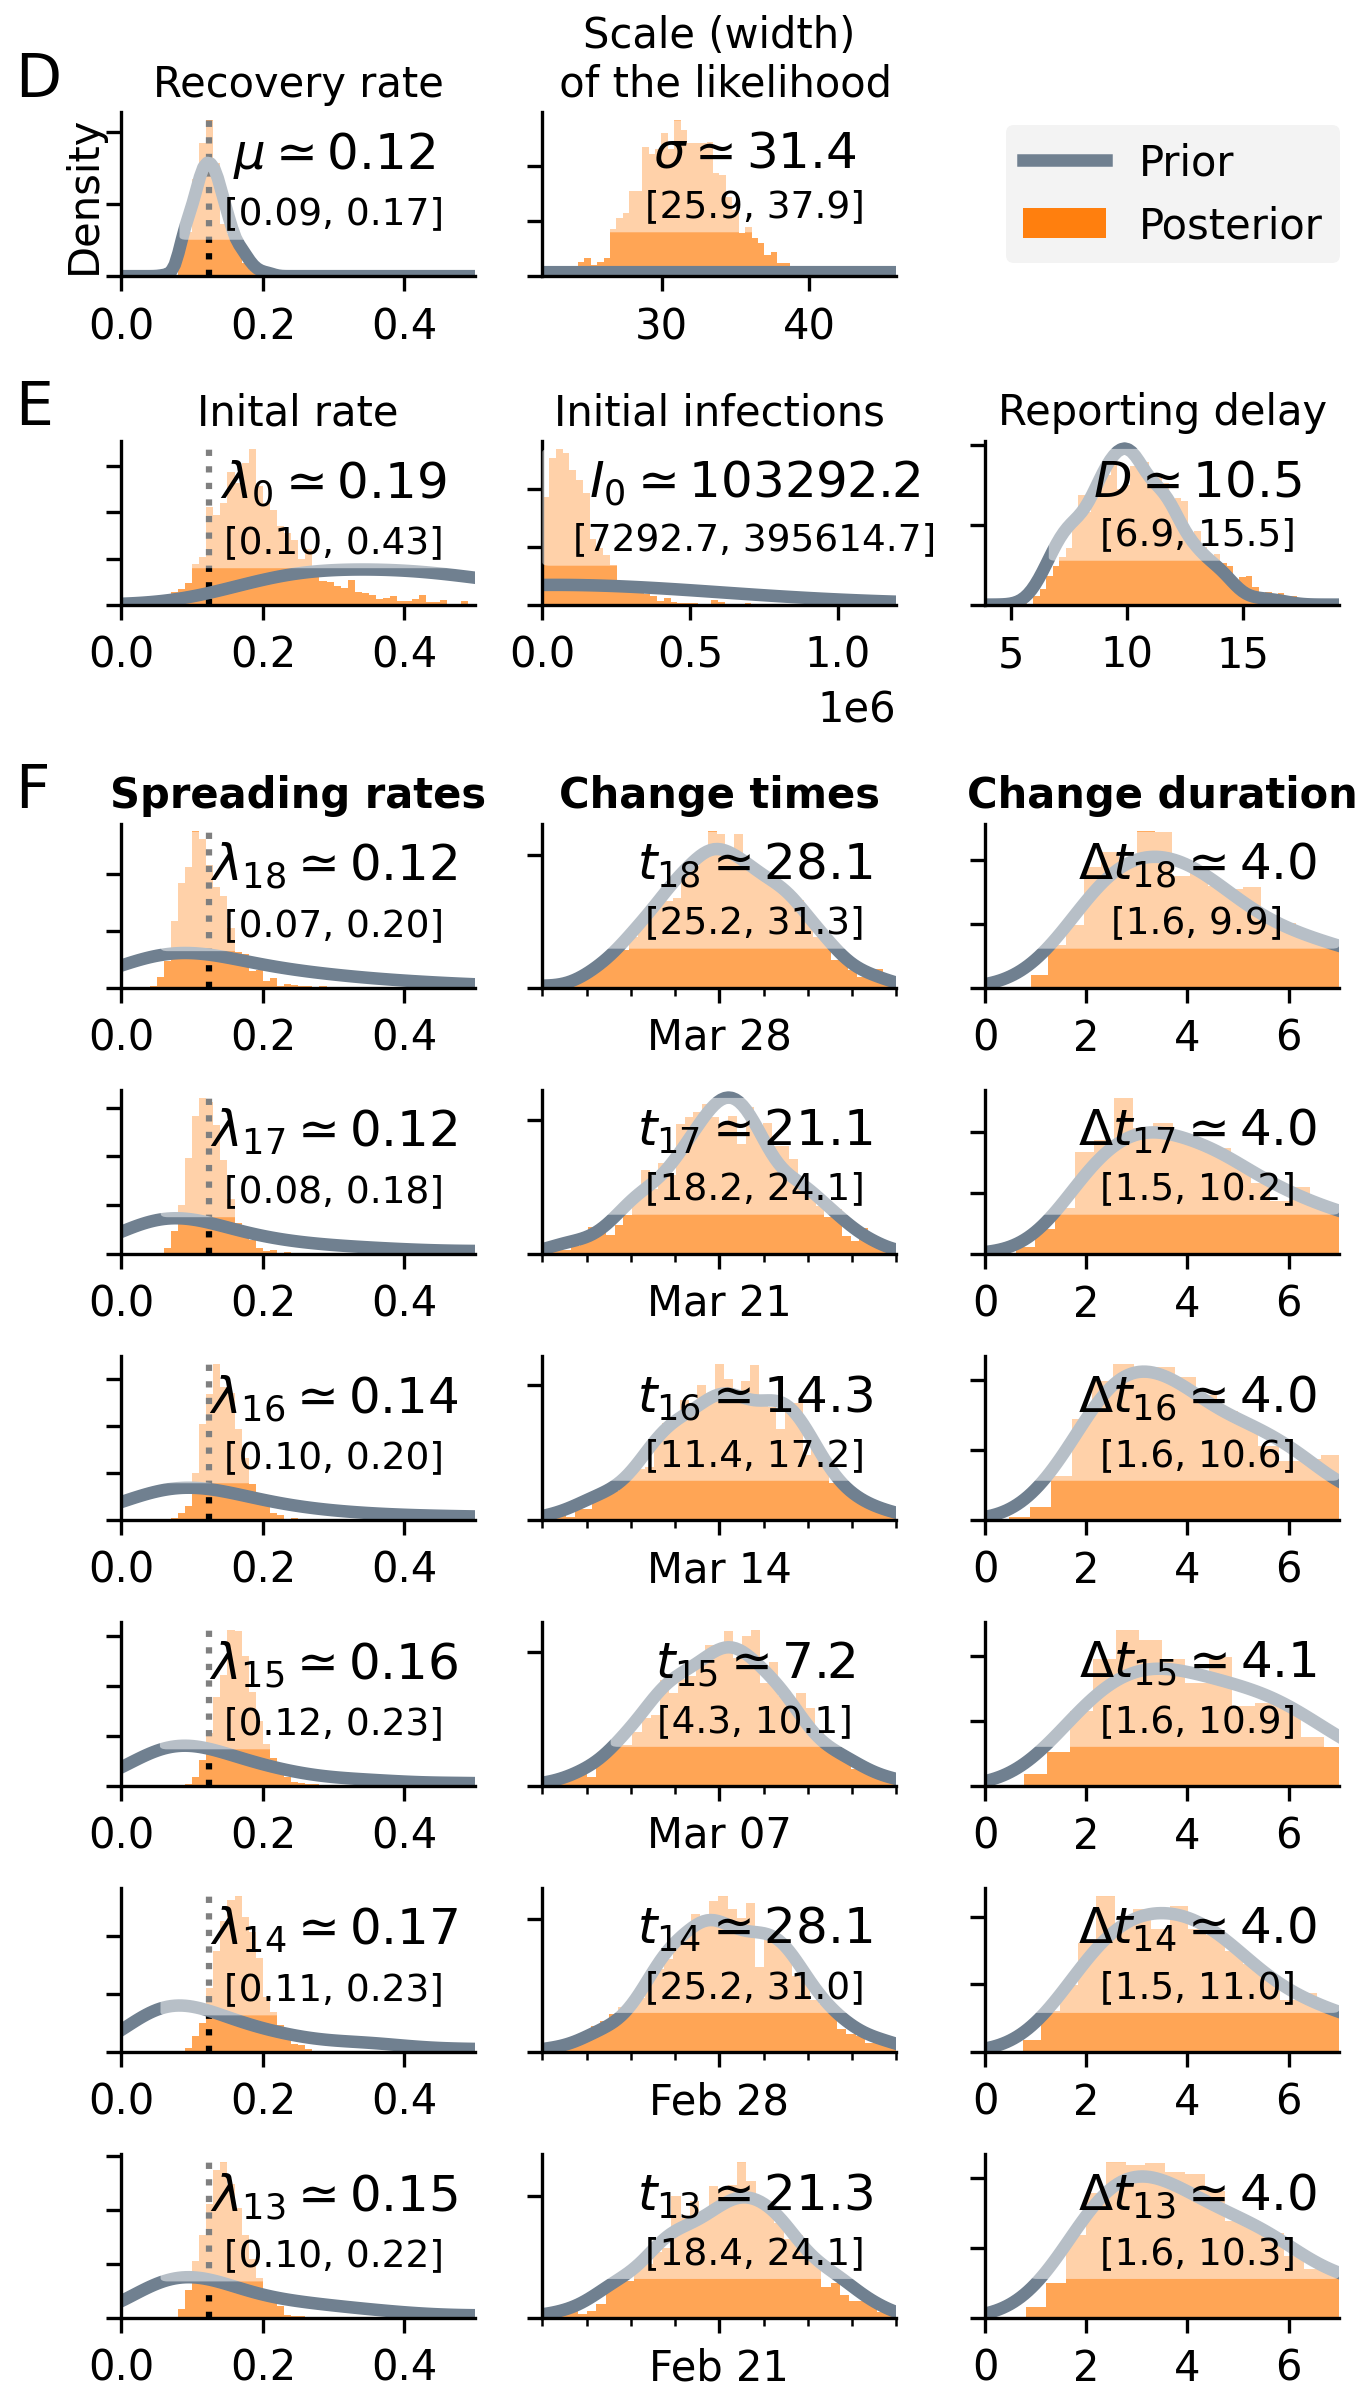 D
Recovery rate
Density
μ ≃ 0.12
[0.09, 0.17]
0.0 0.2 0.4
Scale (width)
of the likelihood
σ ≃ 31.4
[25.9, 37.9]
30 40
Prior
Posterior
E
Inital rate
λ0 ≃ 0.19
[0.10, 0.43]
0.0 0.2 0.4
Initial infections
I0 ≃ 103292.2
[7292.7, 395614.7]
0.0 0.5 1.0
1e6
Reporting delay
D ≃ 10.5
[6.9, 15.5]
5 10 15
F
Spreading rates Change times Change duration
λ18 ≃ 0.12
[0.07, 0.20]
0.0 0.2 0.4
t18 ≃ 28.1
[25.2, 31.3]
Mar 28
Δt18 ≃ 4.0
[1.6, 9.9]
0 2 4 6
λ17 ≃ 0.12
[0.08, 0.18]
0.0 0.2 0.4
t17 ≃ 21.1
[18.2, 24.1]
Mar 21
Δt17 ≃ 4.0
[1.5, 10.2]
0 2 4 6
λ16 ≃ 0.14
[0.10, 0.20]
0.0 0.2 0.4
t16 ≃ 14.3
[11.4, 17.2]
Mar 14
Δt16 ≃ 4.0
[1.6, 10.6]
0 2 4 6
λ15 ≃ 0.16
[0.12, 0.23]
0.0 0.2 0.4
t15 ≃ 7.2
[4.3, 10.1]
Mar 07
Δt15 ≃ 4.1
[1.6, 10.9]
0 2 4 6
λ14 ≃ 0.17
[0.11, 0.23]
0.0 0.2 0.4
t14 ≃ 28.1
[25.2, 31.0]
Feb 28
Δt14 ≃ 4.0
[1.5, 11.0]
0 2 4 6
λ13 ≃ 0.15
[0.10, 0.22]
0.0 0.2 0.4
t13 ≃ 21.3
[18.4, 24.1]
Feb 21
Δt13 ≃ 4.0
[1.6, 10.3]
0 2 4 6